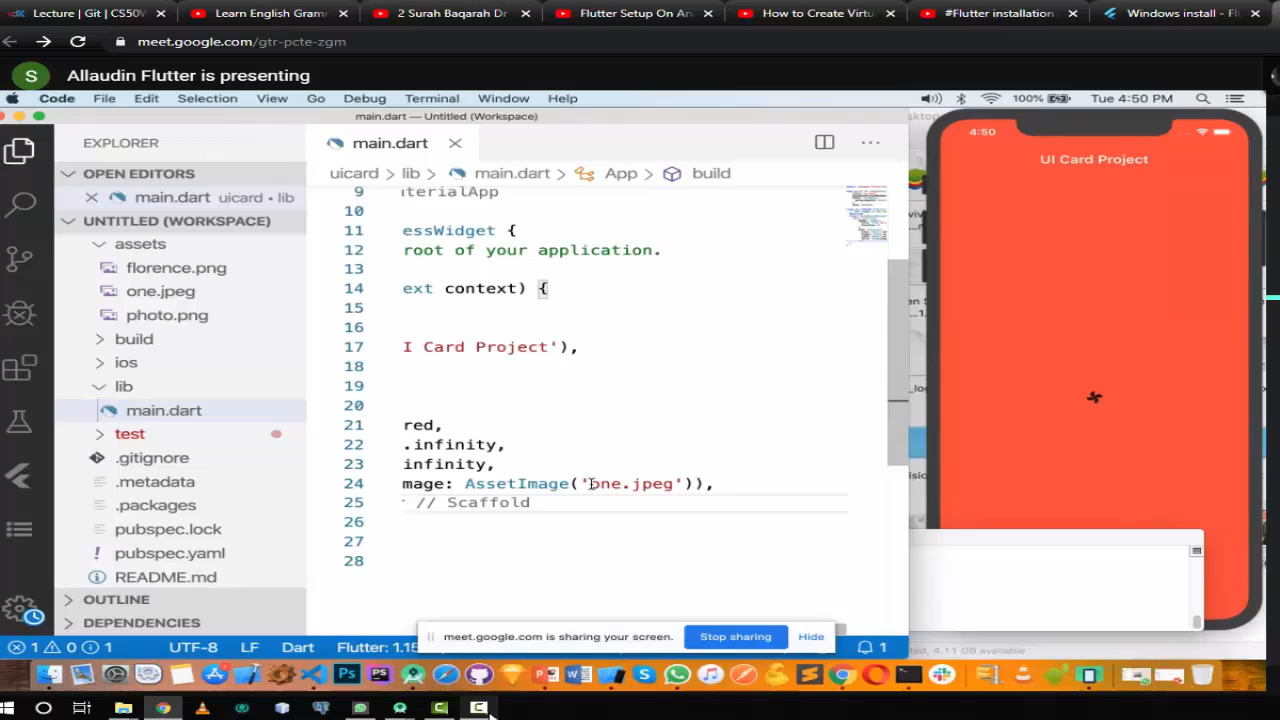 Lecture | Git | CS50W
Learn English Gram
2 Surah Baqarah Dr
Flutter Setup On An
How to Create Virtu
#Flutter installation
Windows install - Fl
meet.google.com/gtr-pcte-zgm
S
Allaudin Flutter is presenting
Code File Edit Selection View Go Debug Terminal Window Help
100%
Tue 4:50 PM
main.dart — Untitled (Workspace)
EXPLORER
main.dart
OPEN EDITORS
main.dart uicard • lib
UNTITLED (WORKSPACE)
assets
florence.png
one.jpeg
photo.png
build
ios
lib
main.dart
test
.gitignore
.metadata
.packages
pubspec.lock
pubspec.yaml
README.md
OUTLINE
DEPENDENCIES
uicard > lib > main.dart > App > build
9 terialApp
10
11 essWidget {
12 root of your application.
13
14 ext context) {
15
16
17 I Card Project'),
18
19
20
21 red,
22 .infinity,
23 infinity,
24 mage: AssetImage('one.jpeg')),
25 // Scaffold
26
27
28
4:50
UI Card Project
meet.google.com is sharing your screen.
Stop sharing
Hide
1 0 1
UTF-8
LF
Dart
Flutter: 1.15
1
ed, 4.11 GB available